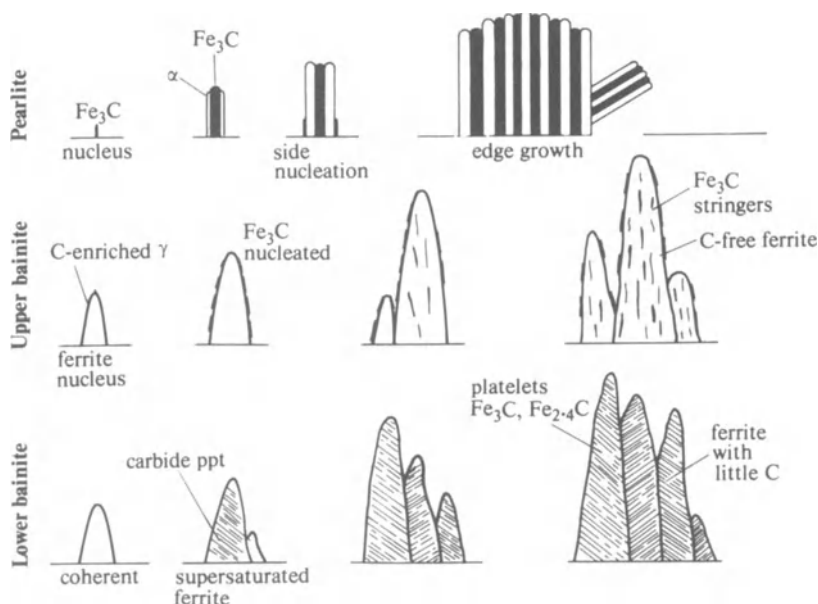 Pearlite
Fe₃C
nucleus
α
Fe₃C
side
nucleation
edge growth
Upper bainite
C-enriched γ
ferrite
nucleus
Fe₃C
nucleated
Fe₃C
stringers
C-free ferrite
Lower bainite
coherent
carbide ppt
supersaturated
ferrite
platelets
Fe₃C, Fe₂.₄C
ferrite
with
little C